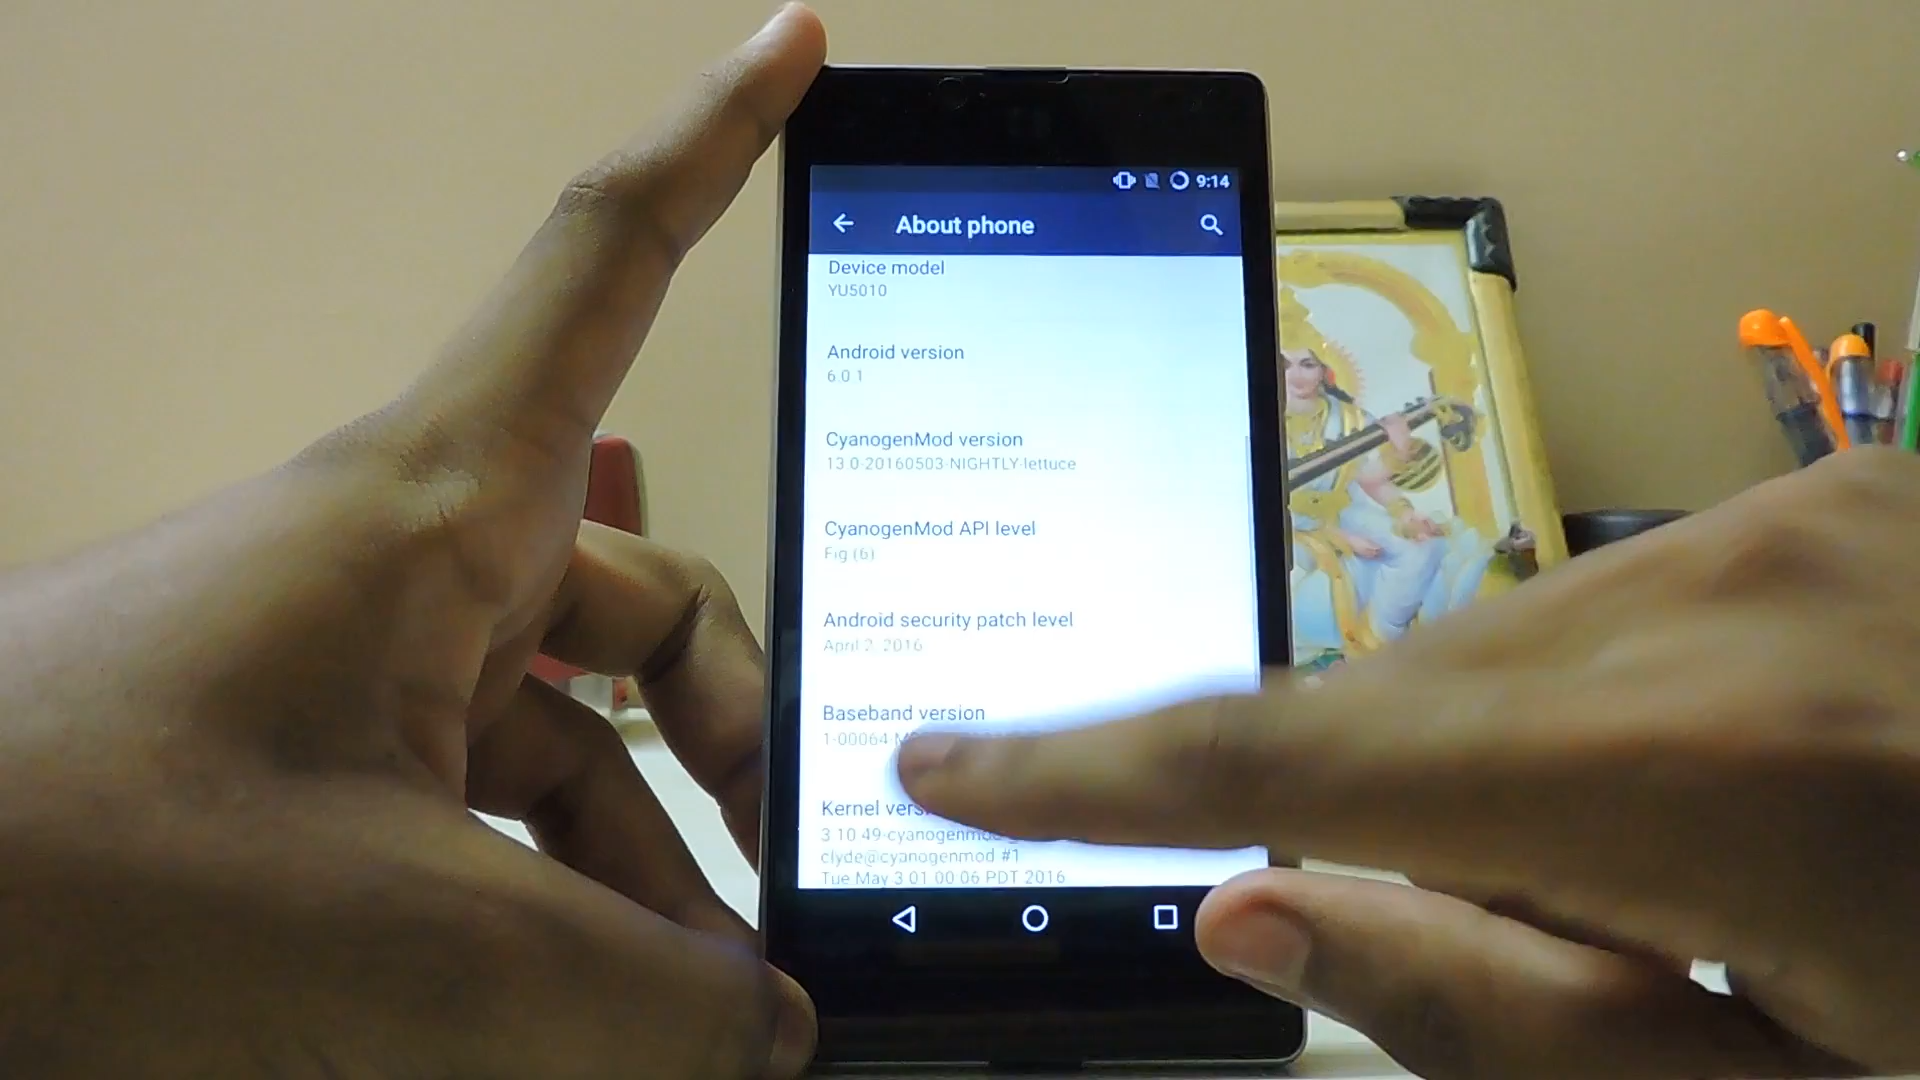 9:14
About phone
Device model
YU5010
Android version
6.0.1
CyanogenMod version
13.0-20160503-NIGHTLY-lettuce
CyanogenMod API level
Fig (6)
Android security patch level
April 2, 2016
Baseband version
1-00064
Kernel
3.10.49-cyanogenmod
clyde@cyanogenmod #1
Tue May 3 01:00:06 PDT 2016